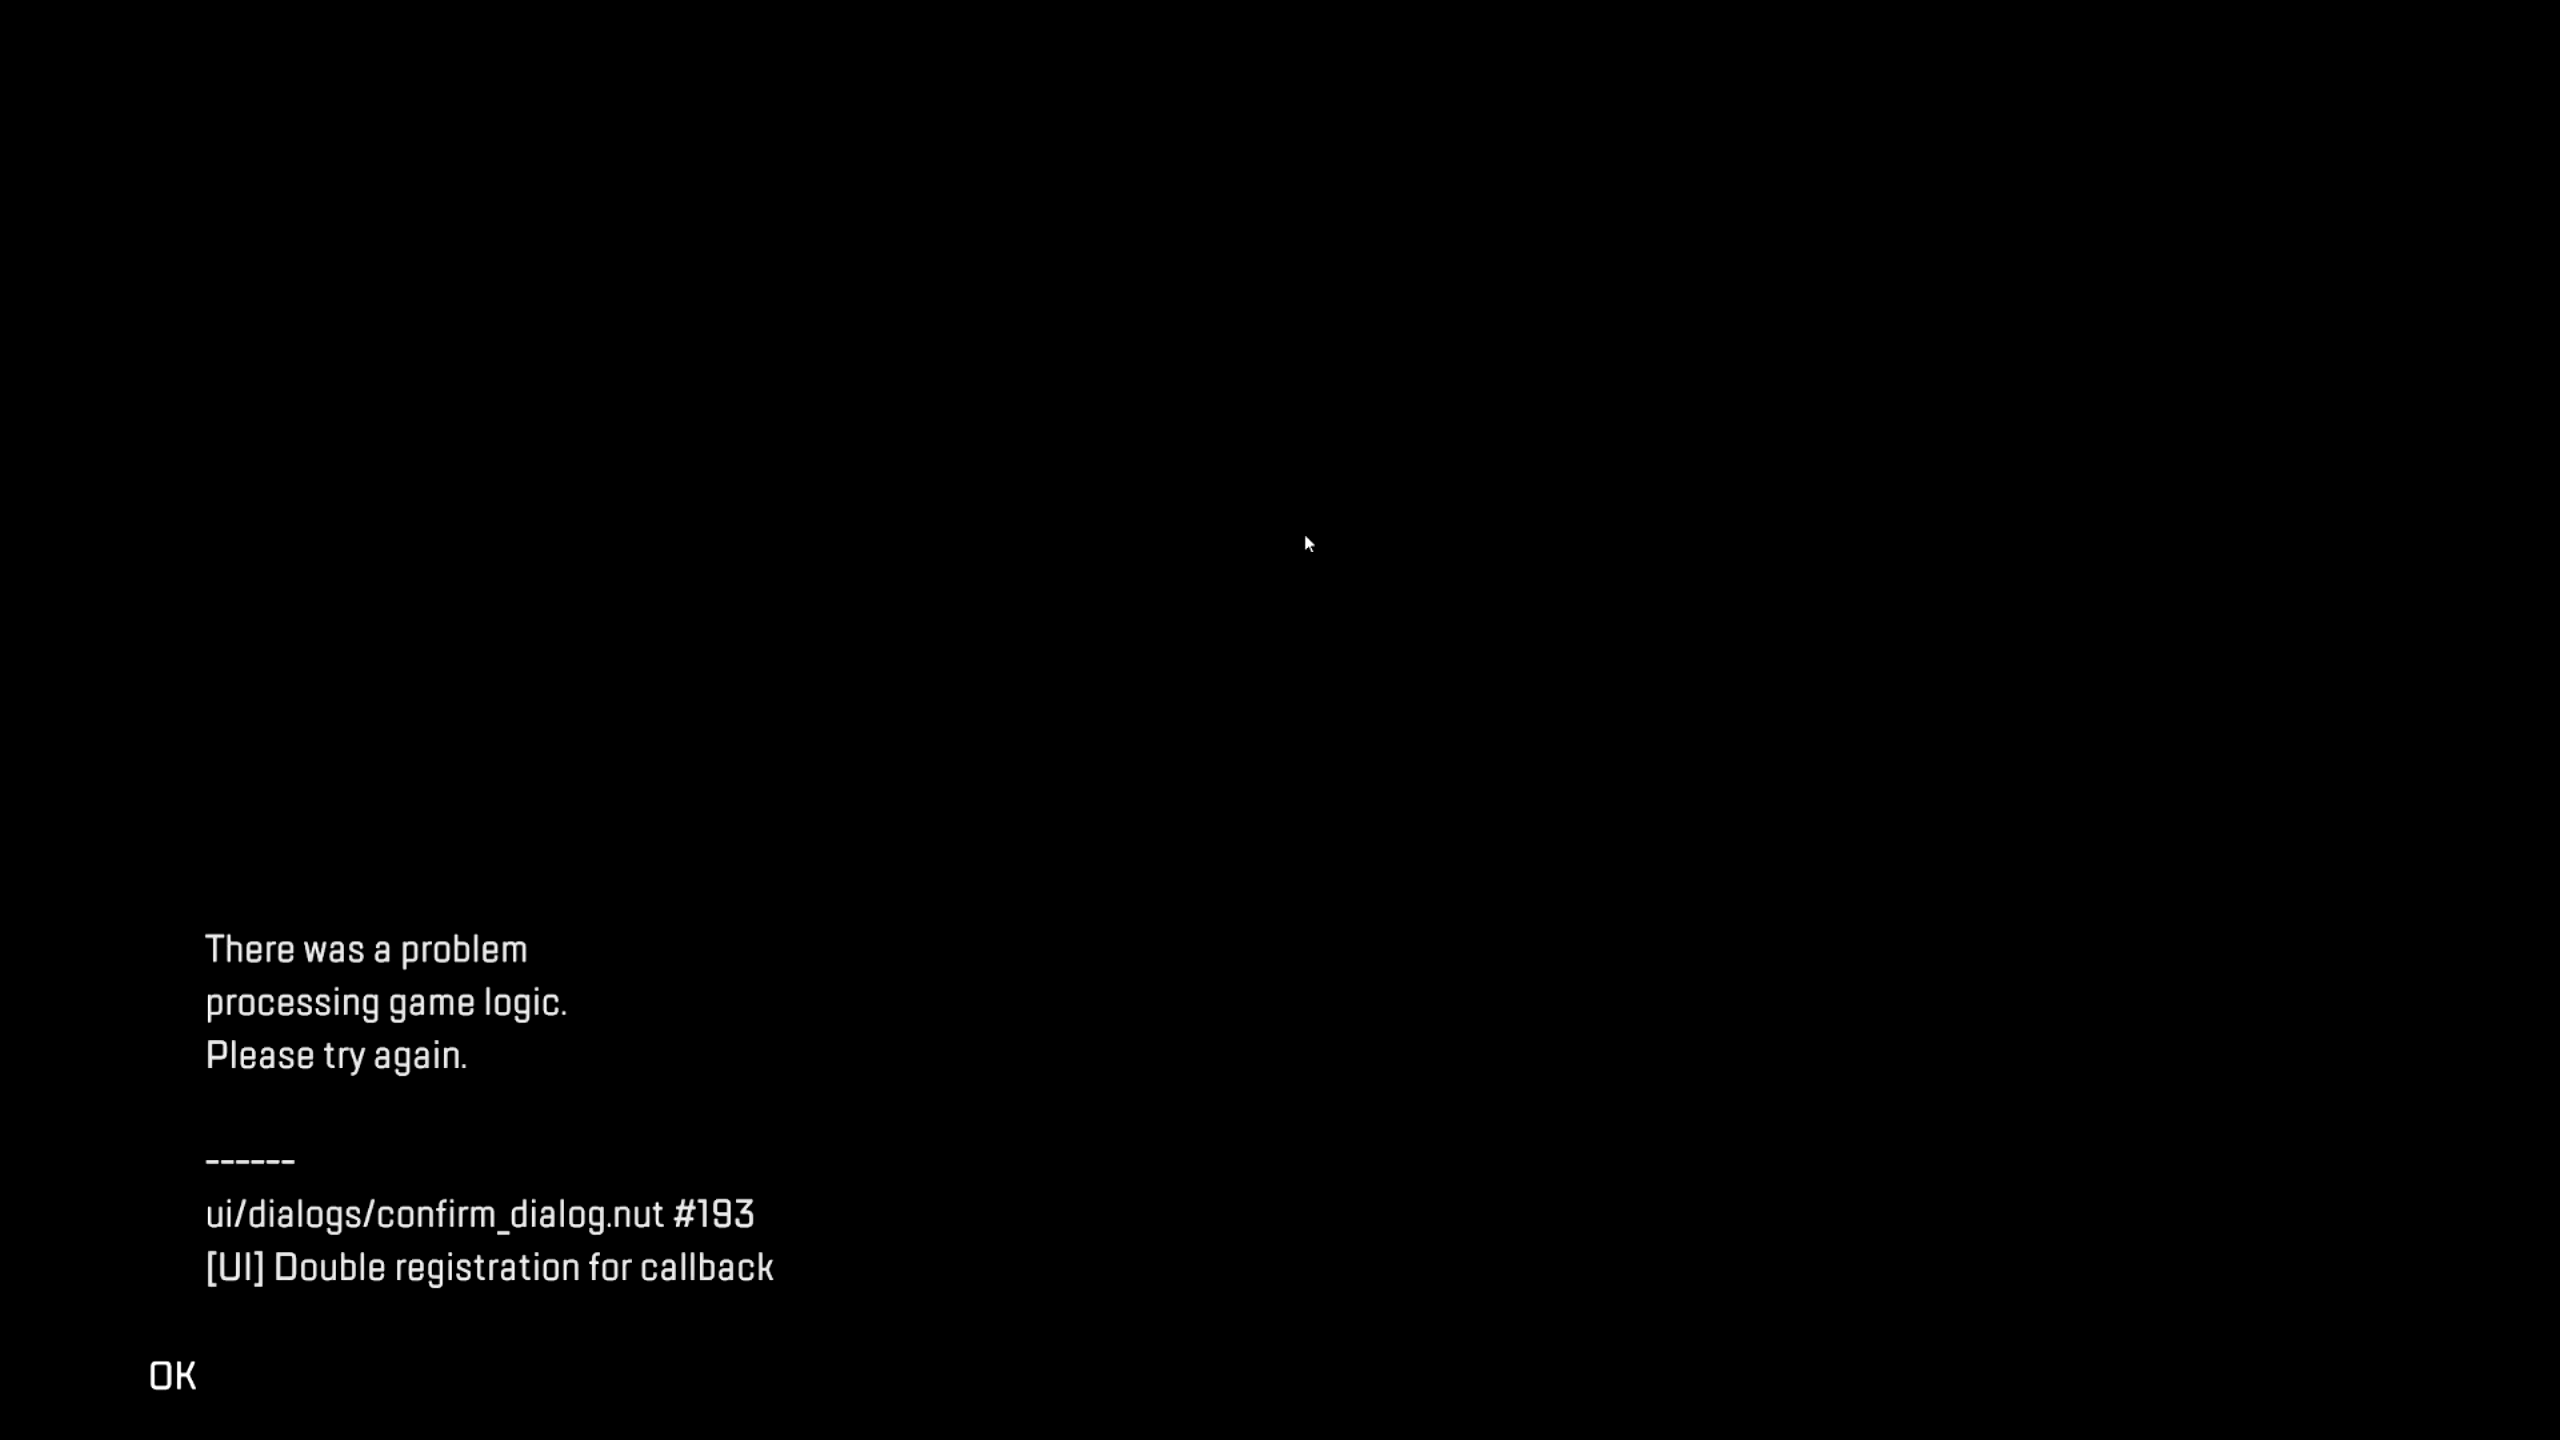 There was a problem
processing game logic.
Please try again.
------
ui/dialogs/confirm_dialog.nut #193
[UI] Double registration for callback
OK